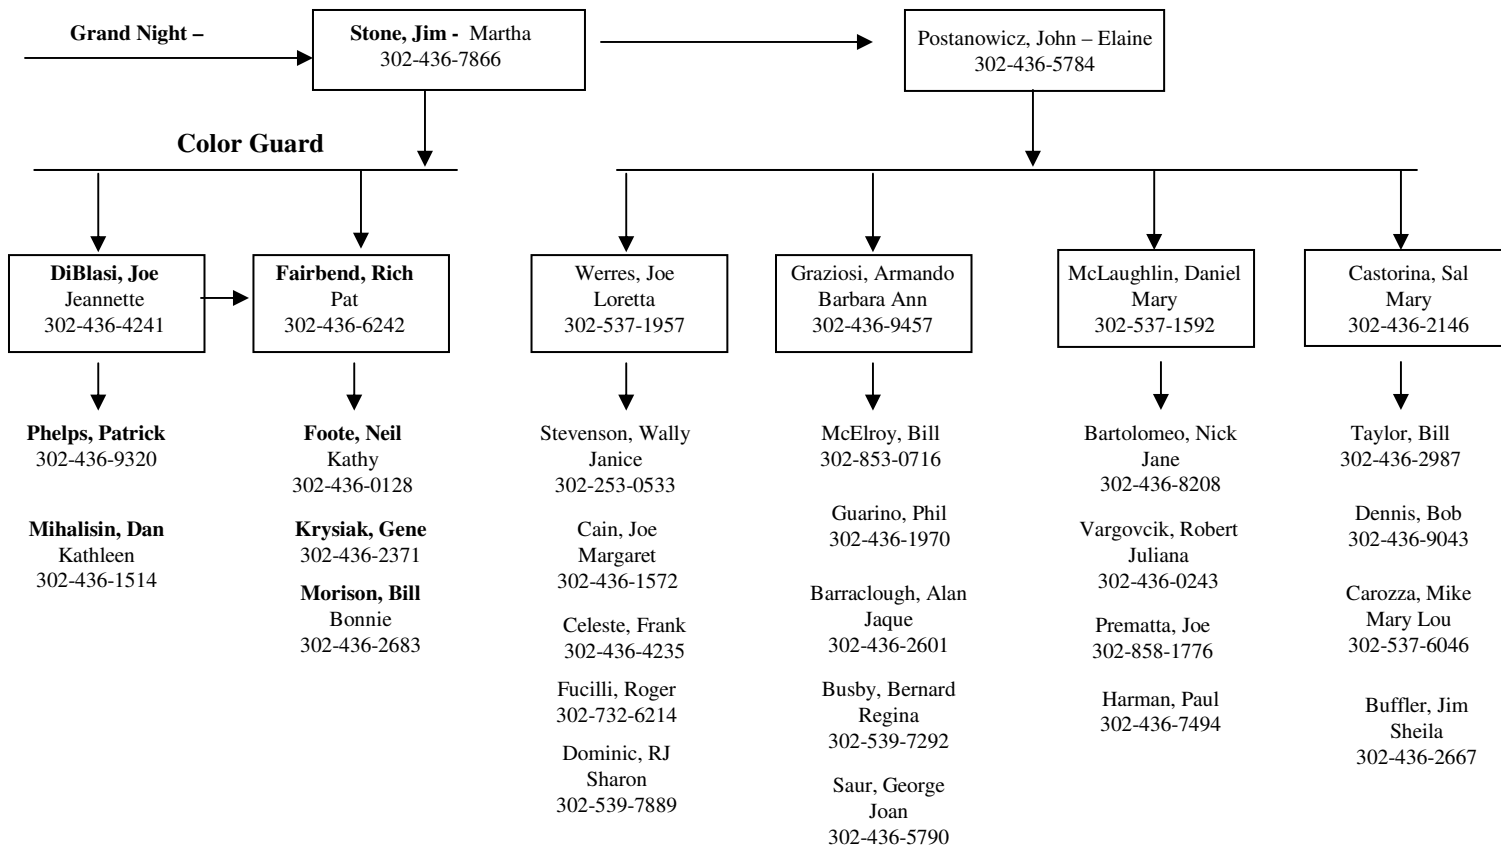 Grand Night –
Stone, Jim - Martha
302-436-7866
Postanowicz, John – Elaine
302-436-5784
Color Guard
DiBlasi, Joe
Jeannette
302-436-4241
Fairbend, Rich
Pat
302-436-6242
Werres, Joe
Loretta
302-537-1957
Graziosi, Armando
Barbara Ann
302-436-9457
McLaughlin, Daniel
Mary
302-537-1592
Castorina, Sal
Mary
302-436-2146
Phelps, Patrick
302-436-9320
Mihalisin, Dan
Kathleen
302-436-1514
Foote, Neil
Kathy
302-436-0128
Krysiak, Gene
302-436-2371
Morison, Bill
Bonnie
302-436-2683
Stevenson, Wally
Janice
302-253-0533
Cain, Joe
Margaret
302-436-1572
Celeste, Frank
302-436-4235
Fucilli, Roger
302-732-6214
Dominic, RJ
Sharon
302-539-7889
McElroy, Bill
302-853-0716
Guarino, Phil
302-436-1970
Barraclough, Alan
Jaque
302-436-2601
Busby, Bernard
Regina
302-539-7292
Saur, George
Joan
302-436-5790
Bartolomeo, Nick
Jane
302-436-8208
Vargovcik, Robert
Juliana
302-436-0243
Prematta, Joe
302-858-1776
Harman, Paul
302-436-7494
Taylor, Bill
302-436-2987
Dennis, Bob
302-436-9043
Carozza, Mike
Mary Lou
302-537-6046
Buffler, Jim
Sheila
302-436-2667